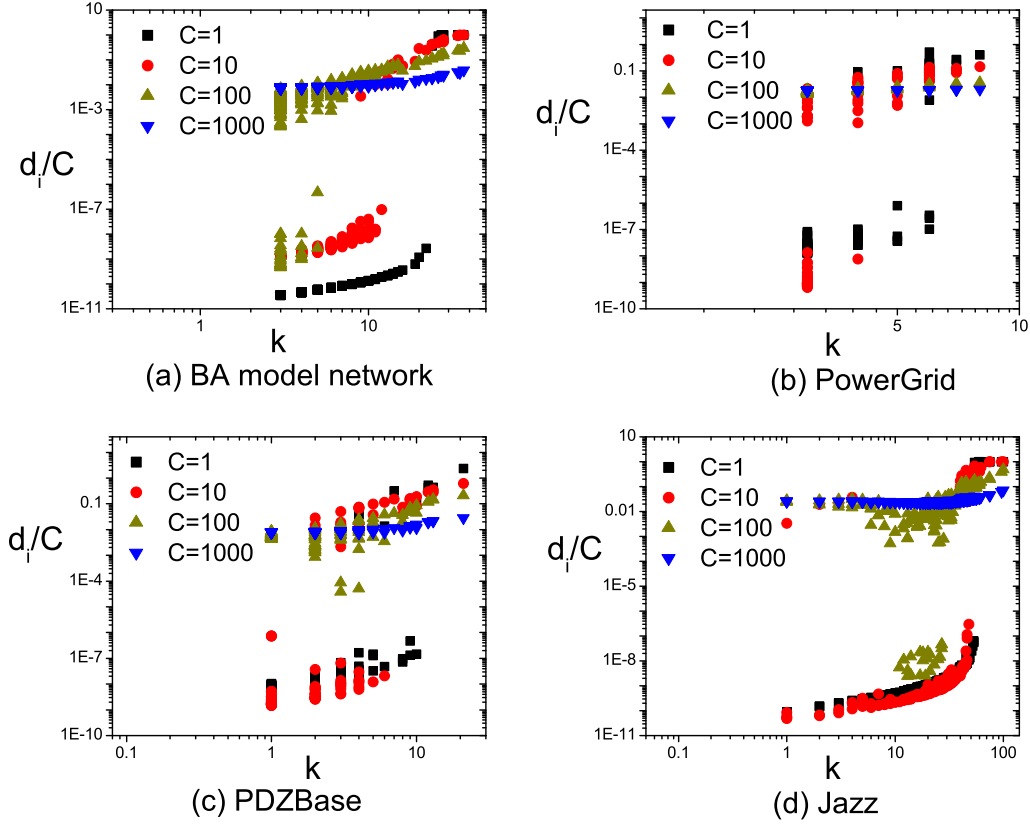 10
C=1
C=10
1E-3
C=100
C=1000
d_i/C
1E-7
1E-11
1
10
k
(a) BA model network
C=1
0.1
C=10
C=100
d_i/C
C=1000
1E-4
1E-7
1E-10
5
10
k
(b) PowerGrid
C=1
C=10
0.1
C=100
d_i/C
C=1000
1E-4
1E-7
1E-10
0.1
1
10
k
(c) PDZBase
10
C=1
C=10
0.01
C=100
d_i/C
C=1000
1E-5
1E-8
1E-11
0.1
1
10
100
k
(d) Jazz